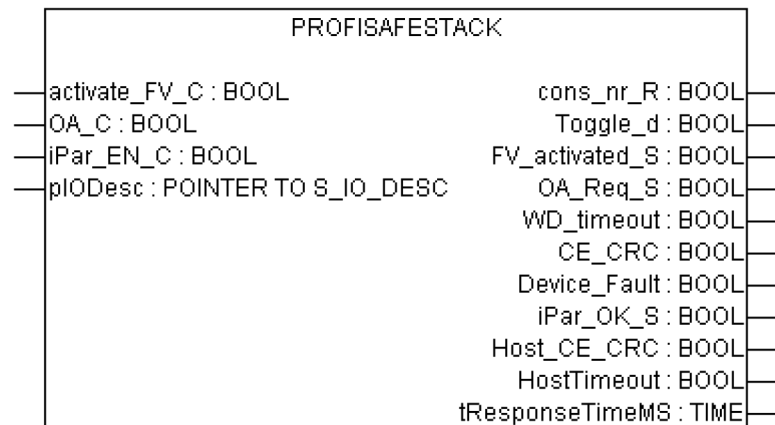 PROFISAFESTACK
activate_FV_C : BOOL cons_nr_R : BOOL
OA_C : BOOL Toggle_d : BOOL
iPar_EN_C : BOOL FV_activated_S : BOOL
pIODesc : POINTER TO S_IO_DESC OA_Req_S : BOOL
WD_timeout : BOOL
CE_CRC : BOOL
Device_Fault : BOOL
iPar_OK_S : BOOL
Host_CE_CRC : BOOL
HostTimeout : BOOL
tResponseTimeMS : TIME